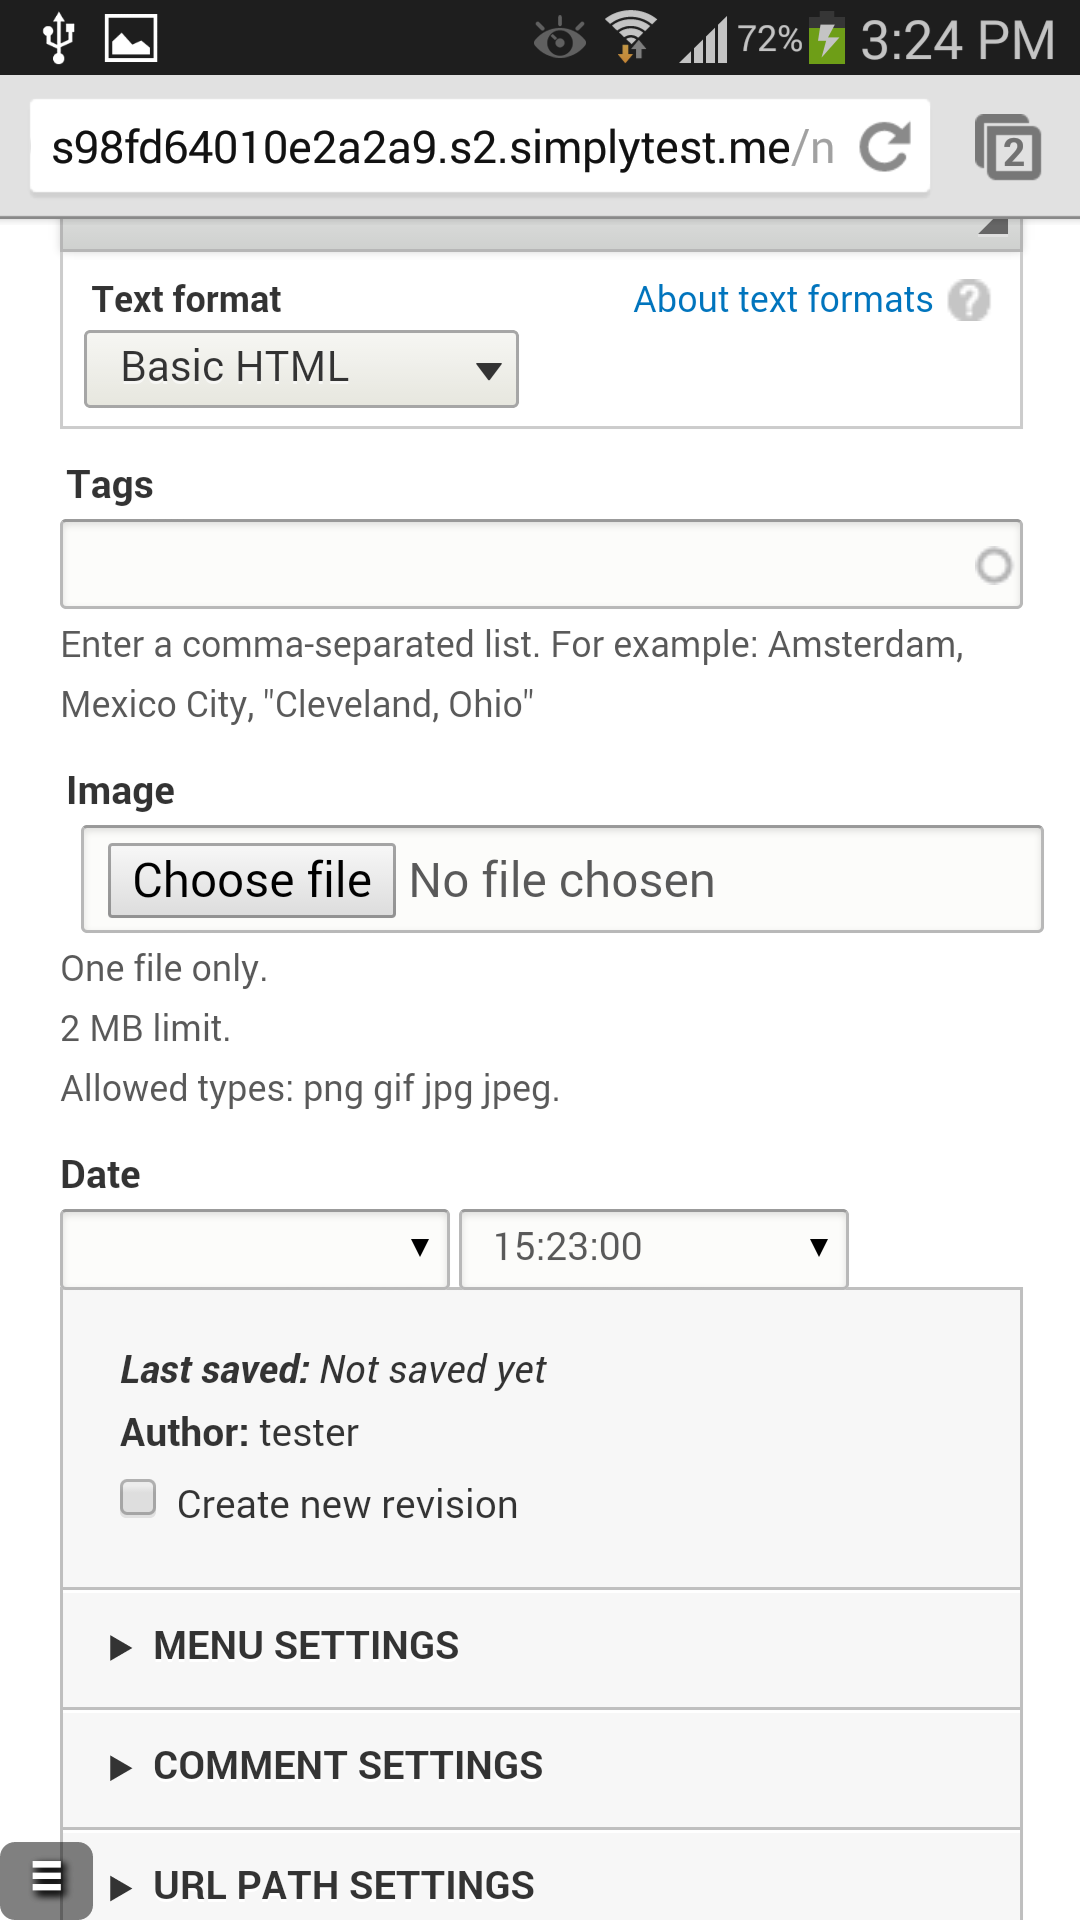 72% 3:24 PM
s98fd64010e2a2a9.s2.simplytest.me/n
2
Text format About text formats ?
Basic HTML
Tags
Enter a comma-separated list. For example: Amsterdam,
Mexico City, "Cleveland, Ohio"
Image
Choose file No file chosen
One file only.
2 MB limit.
Allowed types: png gif jpg jpeg.
Date
15:23:00
Last saved: Not saved yet
Author: tester
Create new revision
MENU SETTINGS
COMMENT SETTINGS
URL PATH SETTINGS